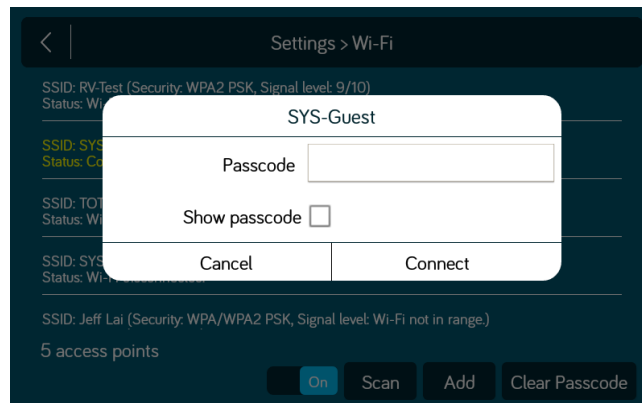 Settings > Wi-Fi
SSID: RV-Test (Security: WPA2 PSK, Signal level: 9/10)
Status: Wi-
SYS-Guest
SSID: SYS
Status: Co
Passcode
SSID: TOT
Status: Wi
Show passcode
SSID: SYS
Cancel Connect
Status: Wi-Fi
SSID: Jeff Lai (Security: WPA/WPA2 PSK, Signal level: Wi-Fi not in range.)
5 access points
On Scan Add Clear Passcode